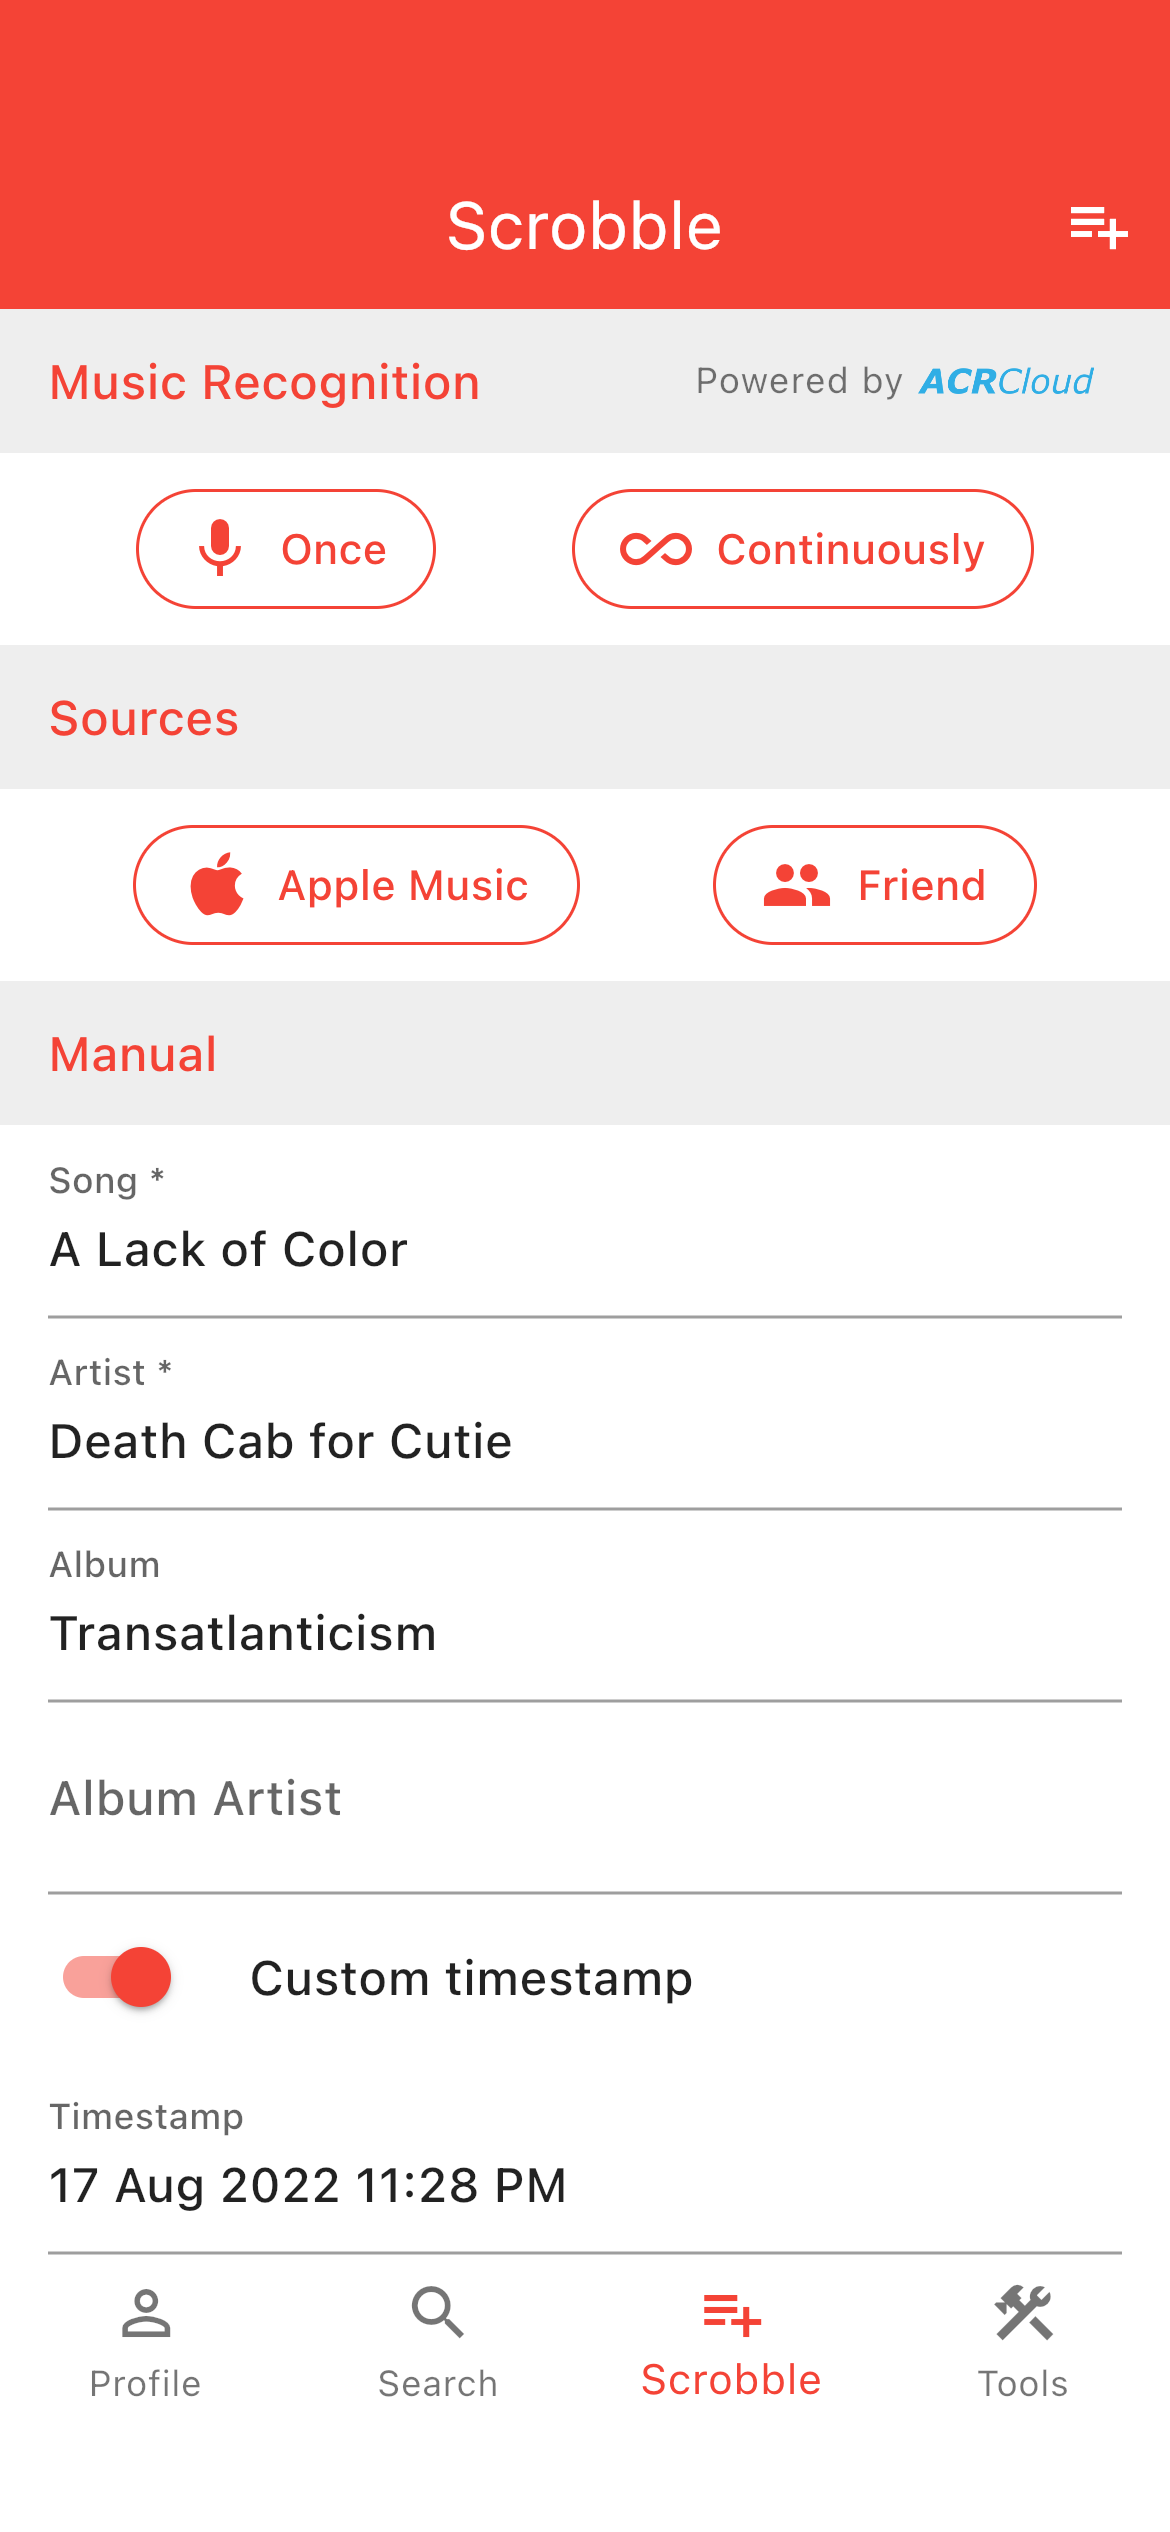 Scrobble
Music Recognition
Powered by ACRCloud
Once
Continuously
Sources
Apple Music
Friend
Manual
Song *
A Lack of Color
Artist *
Death Cab for Cutie
Album
Transatlanticism
Album Artist
Custom timestamp
Timestamp
17 Aug 2022 11:28 PM
Profile
Search
Scrobble
Tools